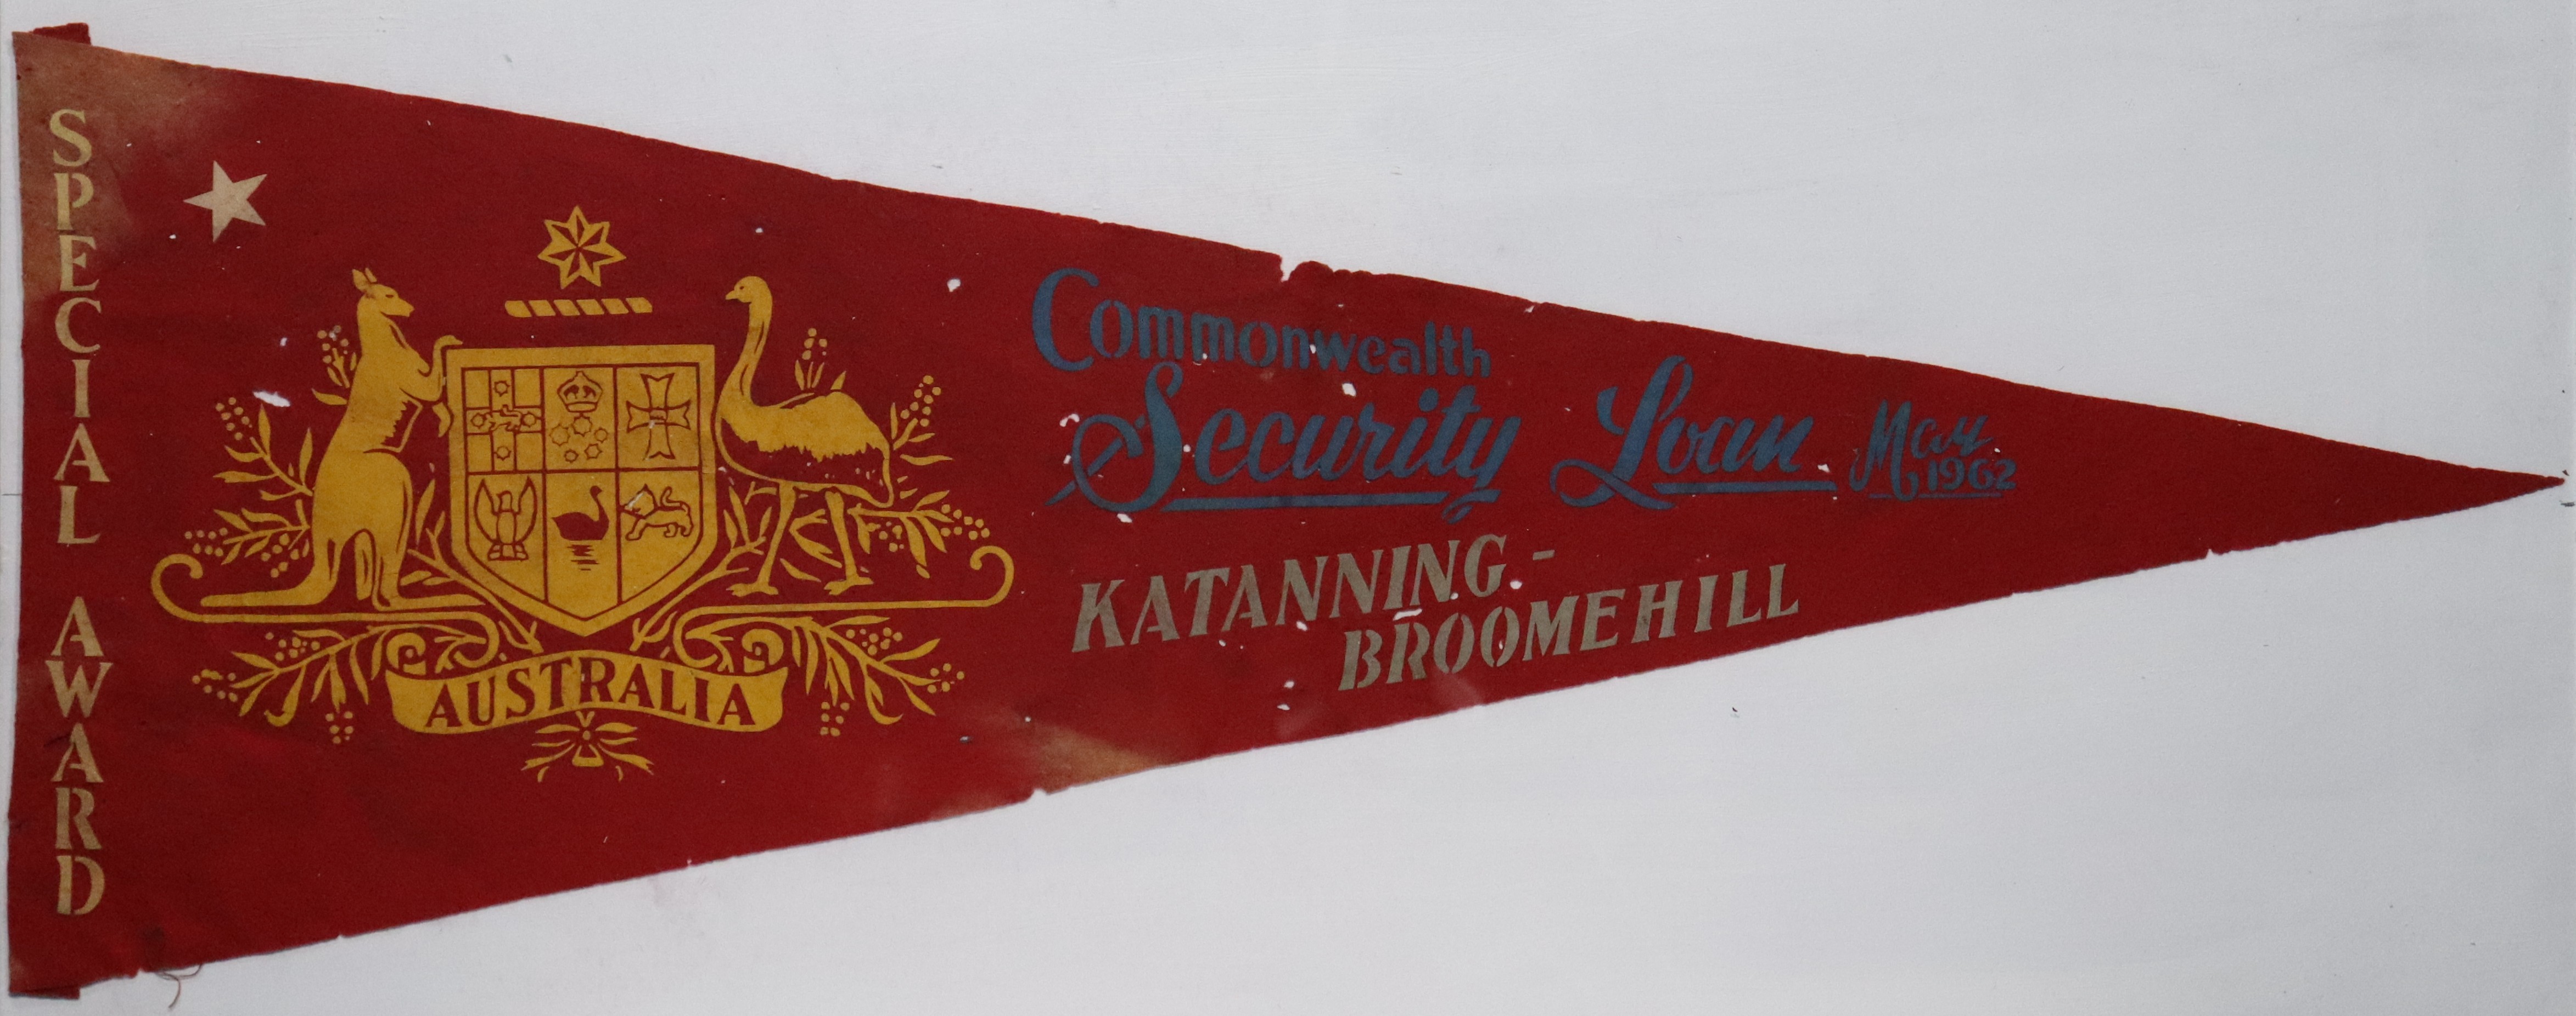 SPECIAL AWARD
AUSTRALIA
Commonwealth
Security Loan May
1962
KATANNING -
BROOMEHILL